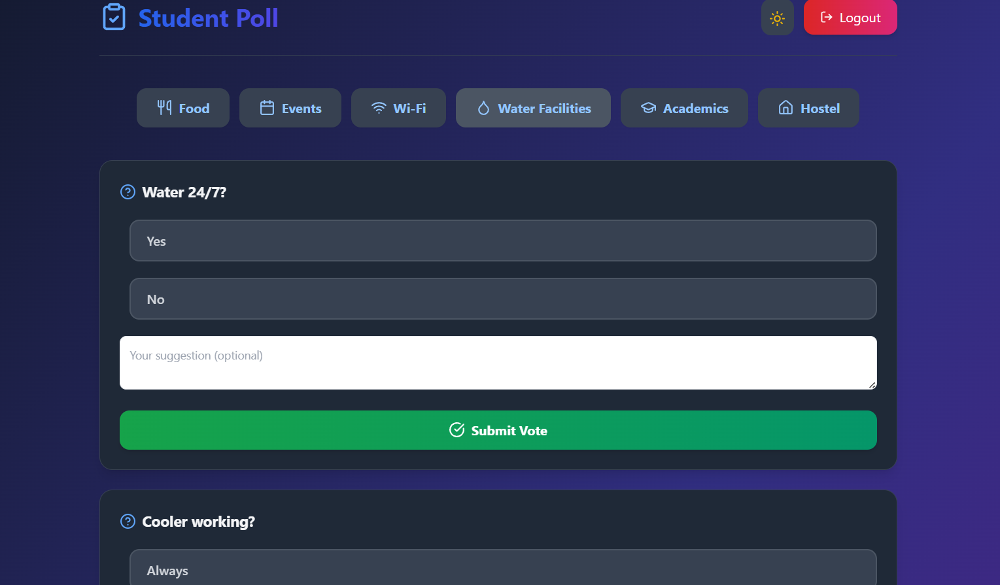 Student Poll
Logout
Food
Events
Wi-Fi
Water Facilities
Academics
Hostel
Water 24/7?
Yes
No
Your suggestion (optional)
Submit Vote
Cooler working?
Always